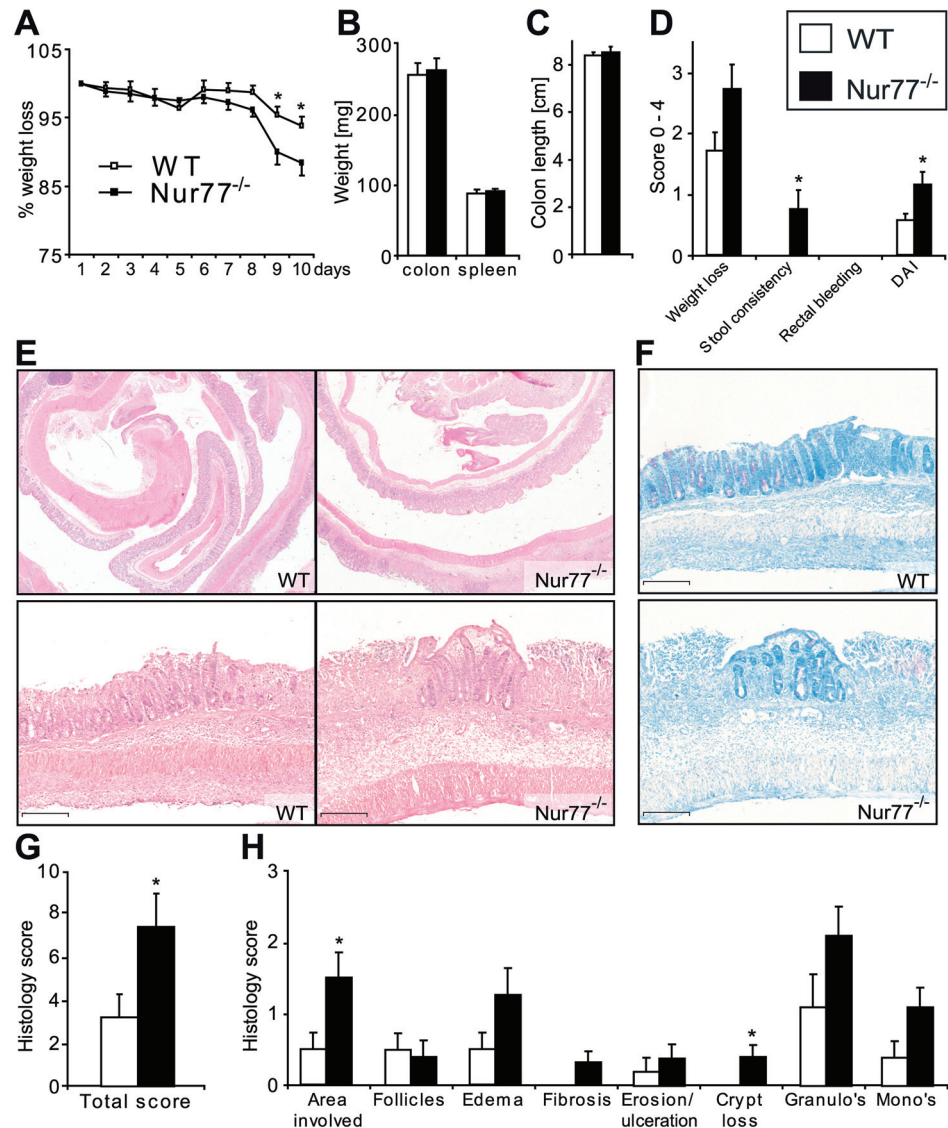 A
105
95
85
75
% weight loss
WT
Nur77-/-
* *
1 2 3 4 5 6 7 8 9 10 days
B
300
200
100
0
Weight [mg]
colon spleen
C
8
6
4
2
0
Colon length [cm]
D
3
2
1
0
Score 0 - 4
*
*
Weight loss
Stool consistency
Rectal bleeding
DAI
WT
Nur77-/-
E
WT
Nur77-/-
WT
Nur77-/-
F
WT
Nur77-/-
G
10
8
6
4
2
0
Histology score
*
Total score
H
3
2
1
0
Histology score
*
*
Area
involved
Follicles
Edema
Fibrosis
Erosion/
ulceration
Crypt
loss
Granulo's
Mono's